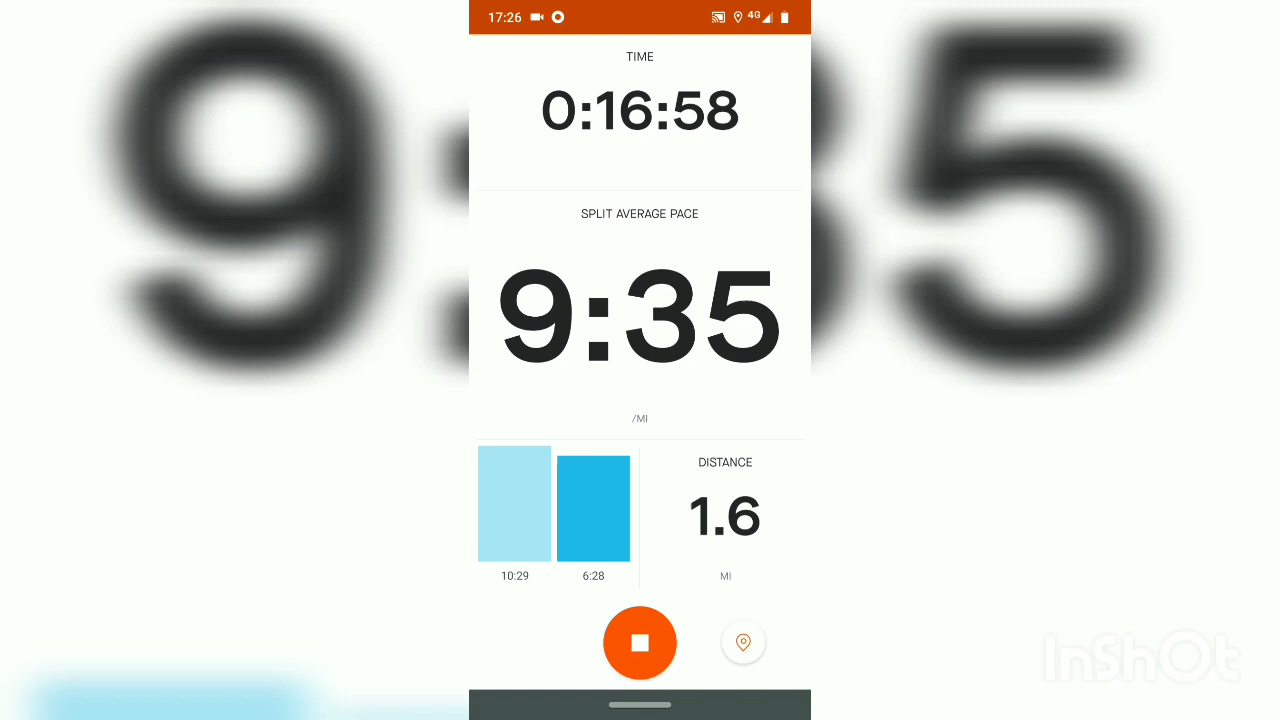 17:26
4G
TIME
0:16:58
SPLIT AVERAGE PACE
9:35
/MI
DISTANCE
1.6
MI
10:29
6:28
InShOt